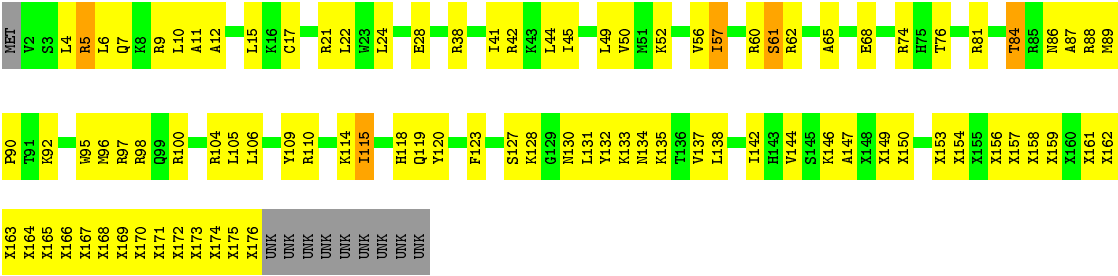 MET V2 S3 L4 R5 L6 Q7 K8 R9 L10 A11 A12 L15 K16 C17 R21 L22 W23 L24 E28 R38 I41 R42 K43 L44 I45 L49 V50 M51 K52 V56 I57 R60 S61 R62 A65 E68 R74 H75 T76 R81 T84 R85 N86 A87 R88 M89
P90 T91 K92 W95 M96 R97 R98 Q99 R100 R104 L105 L106 Y109 R110 K114 I115 H118 Q119 Y120 F123 S127 K128 G129 N130 L131 Y132 K133 N134 K135 T136 V137 L138 I142 H143 V144 S145 K146 A147 X148 X149 X150 X153 X154 X155 X156 X157 X158 X159 X160 X161 X162
X163 X164 X165 X166 X167 X168 X169 X170 X171 X172 X173 X174 X175 X176 UNK UNK UNK UNK UNK UNK UNK UNK UNK